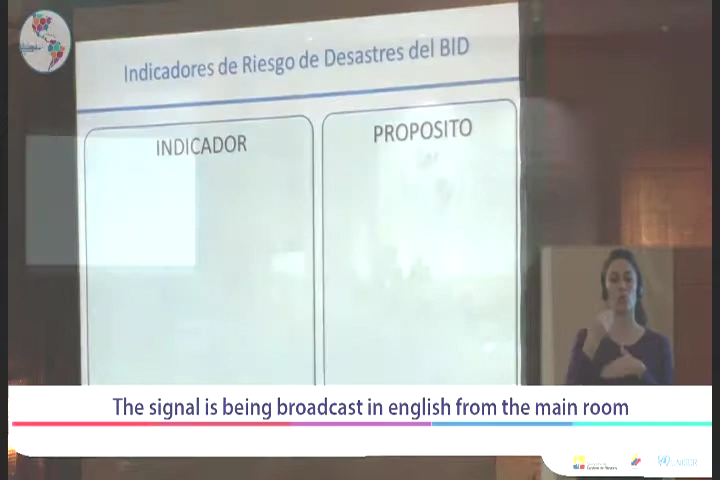 Indicadores de Riesgo de Desastres del BID
INDICADOR
PROPOSITO
The signal is being broadcast in english from the main room